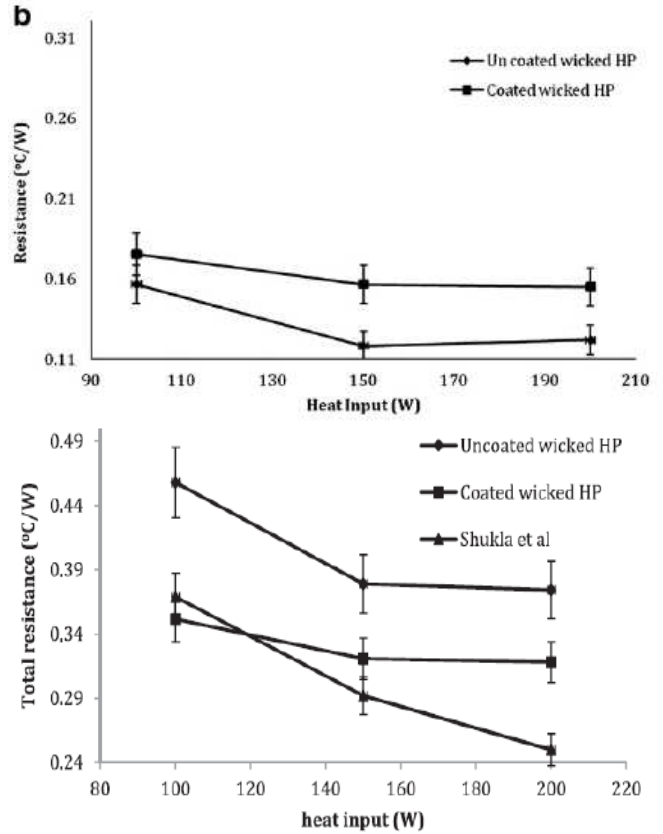 b
0.31
0.26
0.21
0.16
0.11
Resistance (°C/W)
Un coated wicked HP
Coated wicked HP
90 110 130 150 170 190 210
Heat Input (W)
0.49
0.44
0.39
0.34
0.29
0.24
Total resistance (°C/W)
Uncoated wicked HP
Coated wicked HP
Shukla et al
80 100 120 140 160 180 200 220
heat input (W)